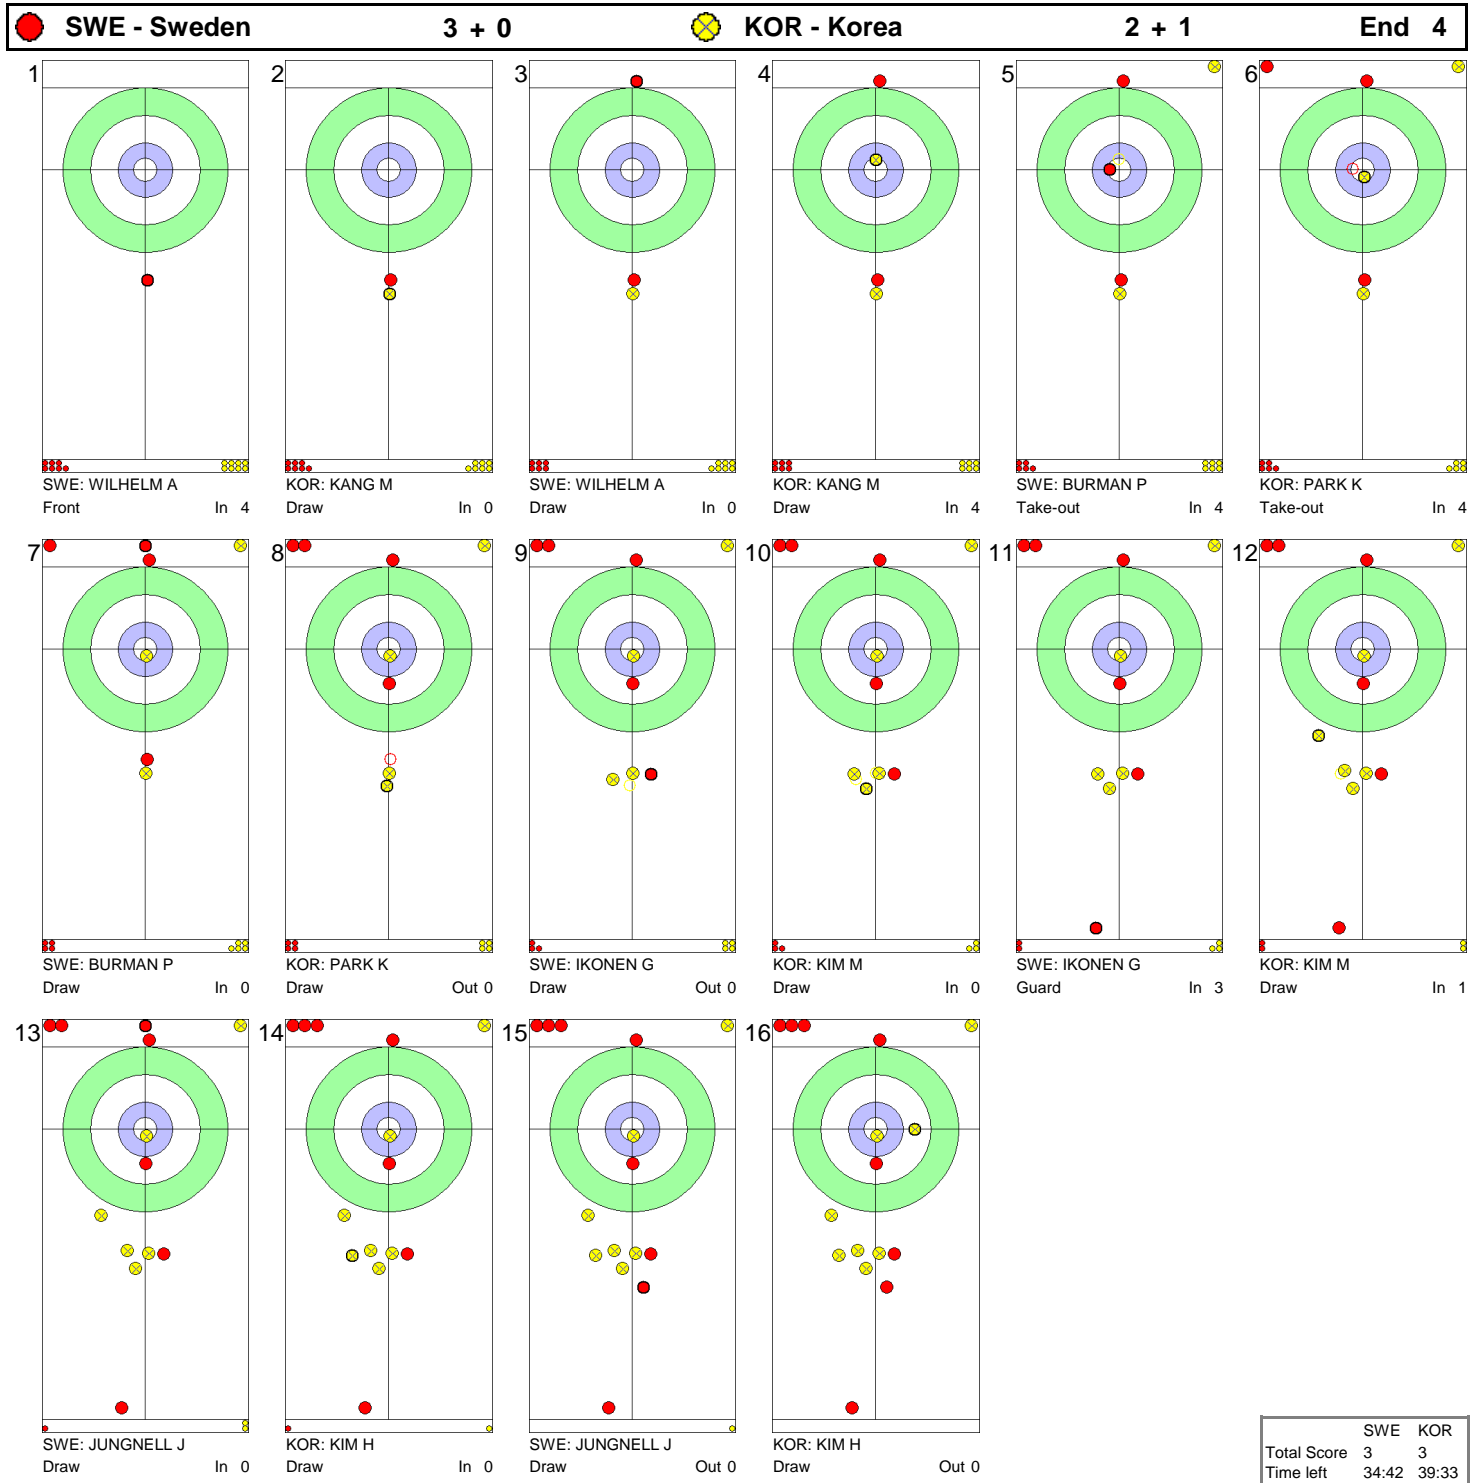 SWE - Sweden 3 + 0 KOR - Korea 2 + 1 End 4
1 2 3 4 5 6
SWE: WILHELM A KOR: KANG M SWE: WILHELM A KOR: KANG M SWE: BURMAN P KOR: PARK K
Front In 4 Draw In 0 Draw In 0 Draw In 4 Take-out In 4 Take-out In 4
7 8 9 10 11 12
SWE: BURMAN P KOR: PARK K SWE: IKONEN G KOR: KIM M SWE: IKONEN G KOR: KIM M
Draw In 0 Draw Out 0 Draw Out 0 Draw In 0 Guard In 3 Draw In 1
13 14 15 16
SWE: JUNGNELL J KOR: KIM H SWE: JUNGNELL J KOR: KIM H
Draw In 0 Draw In 0 Draw Out 0 Draw Out 0
SWE KOR
Total Score 3 3
Time left 34:42 39:33